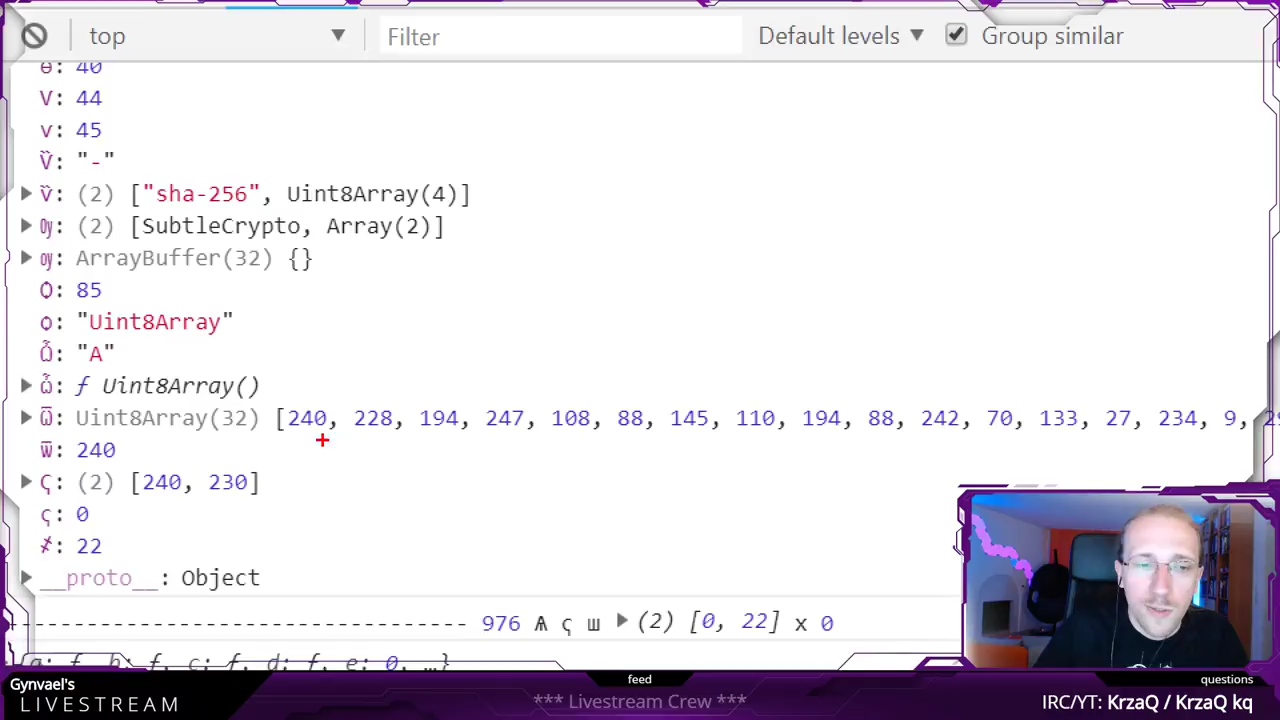 top Filter Default levels Group similar
ѳ: 40
V: 44
v: 45
Ѷ: "-"
ѷ: (2) ["sha-256", Uint8Array(4)]
Ѹ: (2) [SubtleCrypto, Array(2)]
ѹ: ArrayBuffer(32) {}
Ѻ: 85
ѻ: "Uint8Array"
Ѽ: "A"
ѽ: ƒ Uint8Array()
Ѿ: Uint8Array(32) [240, 228, 194, 247, 108, 88, 145, 110, 194, 88, 242, 70, 133, 27, 234, 9,
ѿ: 240
Ҁ: (2) [240, 230]
ҁ: 0
҂: 22
__proto__: Object
-------------------------------- 976 Ѩ ҁ ш (2) [0, 22] x 0
{a: f, b: f, c: f, d: f, e: 0, …}
Gynvael's feed questions
LIVESTREAM *** Livestream Crew *** IRC/YT: KrzaQ / KrzaQ kq